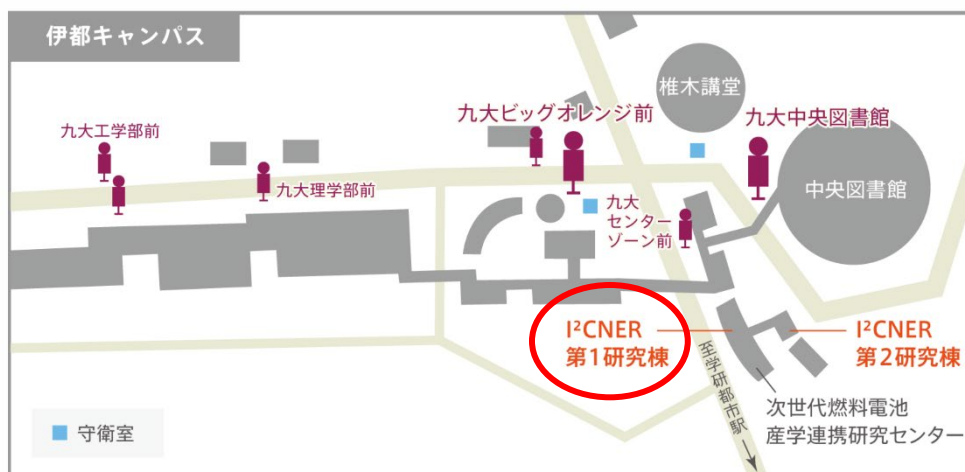 伊都キャンパス
椎木講堂
九大ビッグオレンジ前
九大中央図書館
九大工学部前
九大理学部前
中央図書館
九大
センター
ゾーン前
I²CNER
第1研究棟
I²CNER
第2研究棟
至学研都市駅
次世代燃料電池
産学連携研究センター
守衛室